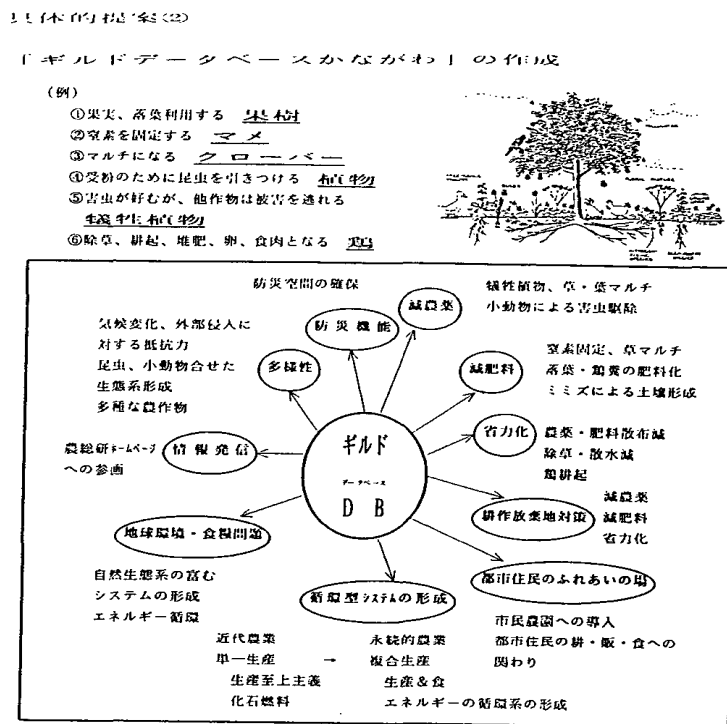 具体的提案(2)
「ギルドデータベースかながわ」の作成
(例)
①果実、落葉利用する 果樹
②窒素を固定する マメ
③マルチになる クローバー
④受粉のために昆虫を引きつける 植物
⑤害虫が好むが、他作物は被害を逃れる
犠牲植物
⑥除草、耕起、堆肥、卵、食肉となる 鶏
防災空間の確保
防災機能
減農薬
犠牲植物、草・葉マルチ
小動物による害虫駆除
気候変化、外部侵入に
対する抵抗力
昆虫、小動物合せた
生態系形成
多種な農作物
多様性
減肥料
窒素固定、草マルチ
落葉・鶏糞の肥料化
ミミズによる土壌形成
農総研ホームページ
への参画
情報発信
ギルド
データベース
DB
省力化
農薬・肥料散布減
除草・散水減
鶏耕起
地球環境・食糧問題
自然生態系の富む
システムの形成
エネルギー循環
耕作放棄地対策
減農薬
減肥料
省力化
循環型システムの形成
都市住民のふれあいの場
市民農園への導入
都市住民の耕・飯・食への
関わり
近代農業 永続的農業
単一生産 → 複合生産
生産至上主義 生産&食
化石燃料 エネルギーの循環系の形成